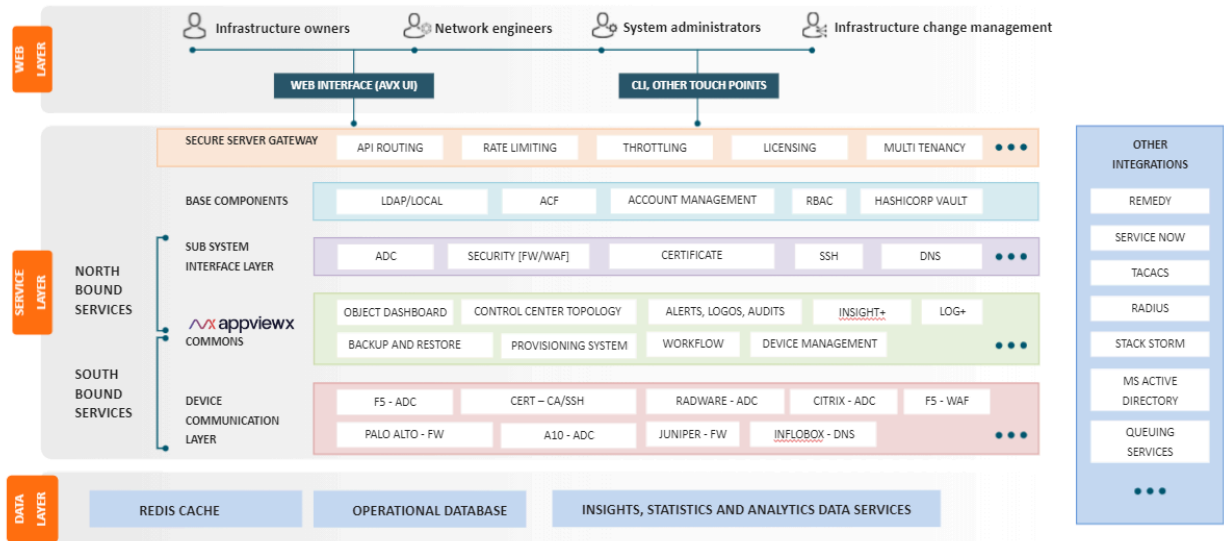 WEB
LAYER
Infrastructure owners
Network engineers
System administrators
Infrastructure change management
WEB INTERFACE (AVX UI)
CLI, OTHER TOUCH POINTS
SERVICE
LAYER
SECURE SERVER GATEWAY
API ROUTING
RATE LIMITING
THROTTLING
LICENSING
MULTI TENANCY
BASE COMPONENTS
LDAP/LOCAL
ACF
ACCOUNT MANAGEMENT
RBAC
HASHICORP VAULT
NORTH
BOUND
SERVICES
SUB SYSTEM
INTERFACE LAYER
ADC
SECURITY [FW/WAF]
CERTIFICATE
SSH
DNS
appviewx
COMMONS
OBJECT DASHBOARD
CONTROL CENTER TOPOLOGY
ALERTS, LOGOS, AUDITS
INSIGHT+
LOG+
BACKUP AND RESTORE
PROVISIONING SYSTEM
WORKFLOW
DEVICE MANAGEMENT
SOUTH
BOUND
SERVICES
DEVICE
COMMUNICATION
LAYER
F5 - ADC
CERT – CA/SSH
RADWARE - ADC
CITRIX - ADC
F5 - WAF
PALO ALTO - FW
A10 - ADC
JUNIPER - FW
INFLOBOX - DNS
OTHER
INTEGRATIONS
REMEDY
SERVICE NOW
TACACS
RADIUS
STACK STORM
MS ACTIVE
DIRECTORY
QUEUING
SERVICES
DATA
LAYER
REDIS CACHE
OPERATIONAL DATABASE
INSIGHTS, STATISTICS AND ANALYTICS DATA SERVICES